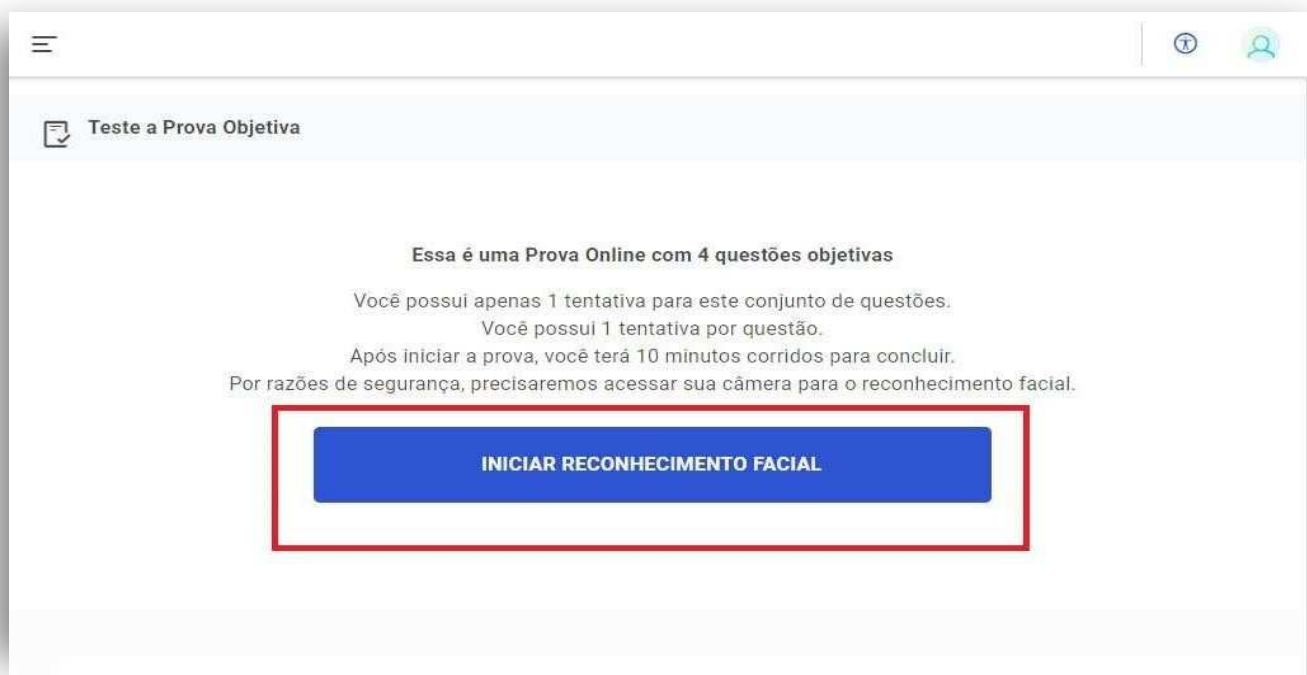 Teste a Prova Objetiva
Essa é uma Prova Online com 4 questões objetivas
Você possui apenas 1 tentativa para este conjunto de questões.
Você possui 1 tentativa por questão.
Após iniciar a prova, você terá 10 minutos corridos para concluir.
Por razões de segurança, precisaremos acessar sua câmera para o reconhecimento facial.
INICIAR RECONHECIMENTO FACIAL